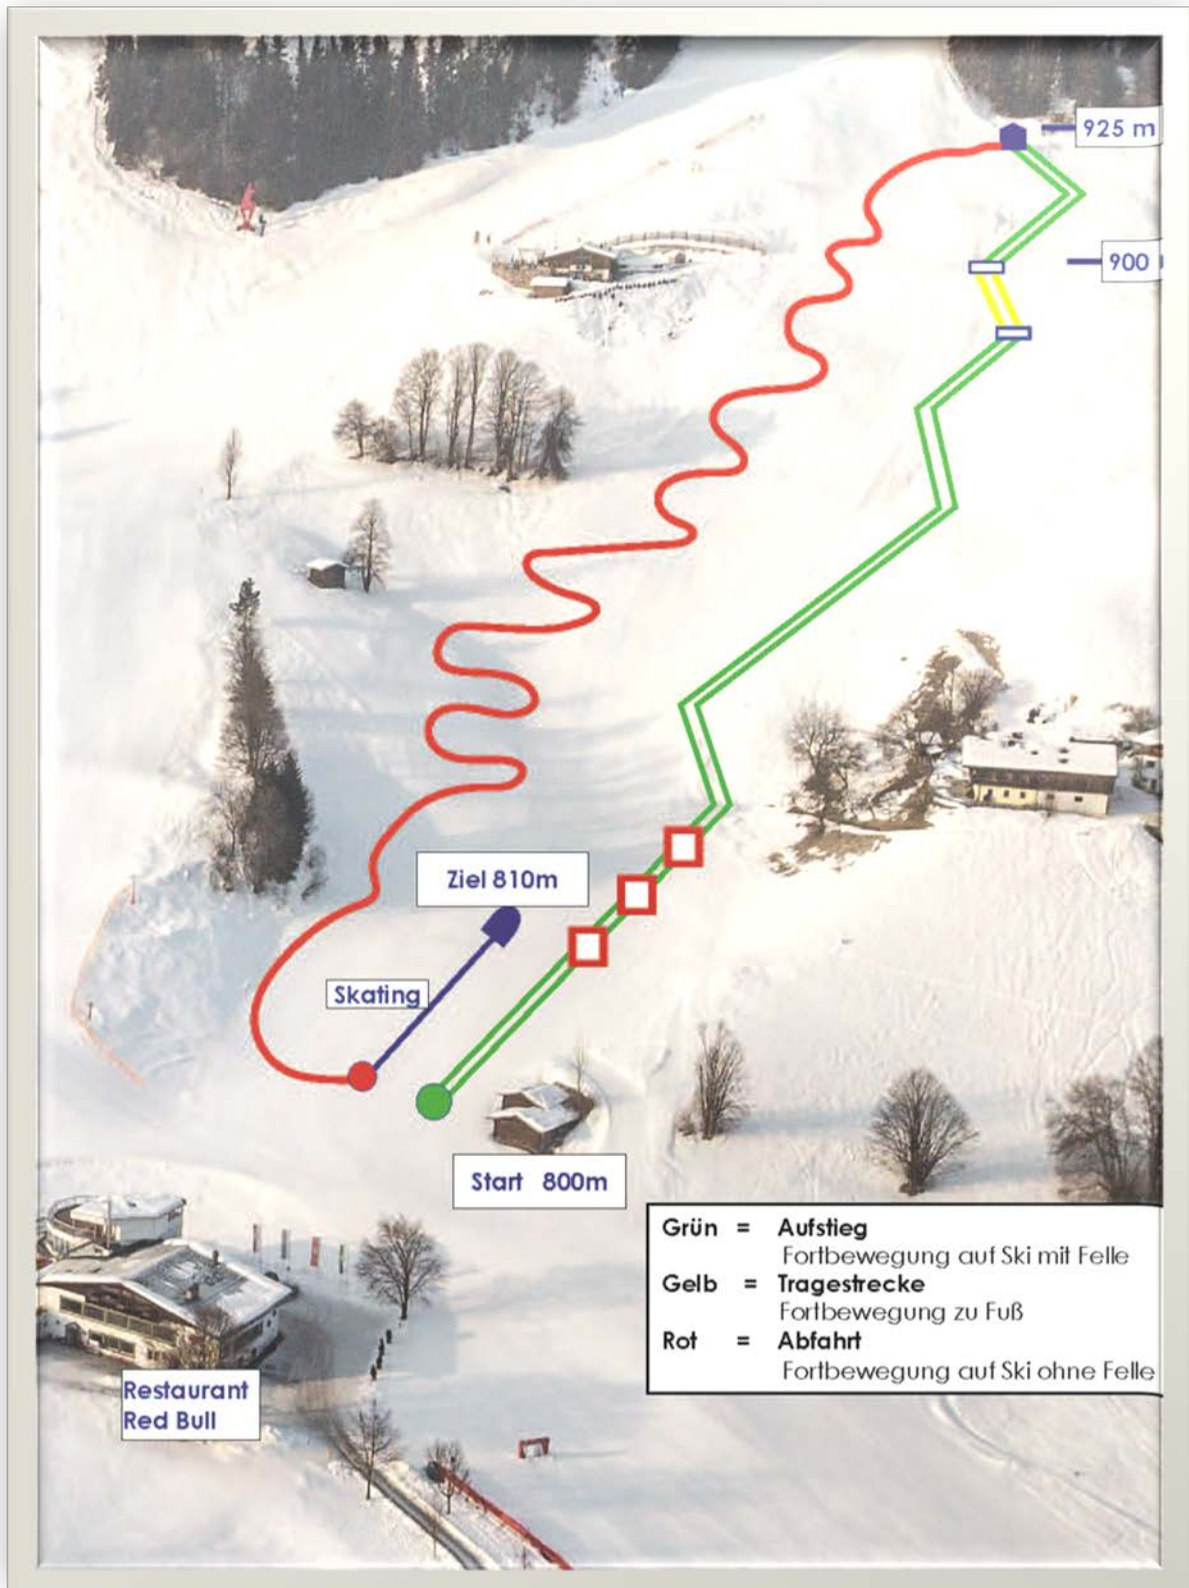 925 m
900
Ziel 810m
Skating
Start 800m
Grün = Aufstieg
Fortbewegung auf Ski mit Felle
Gelb = Tragestrecke
Fortbewegung zu Fuß
Rot = Abfahrt
Fortbewegung auf Ski ohne Felle
Restaurant
Red Bull